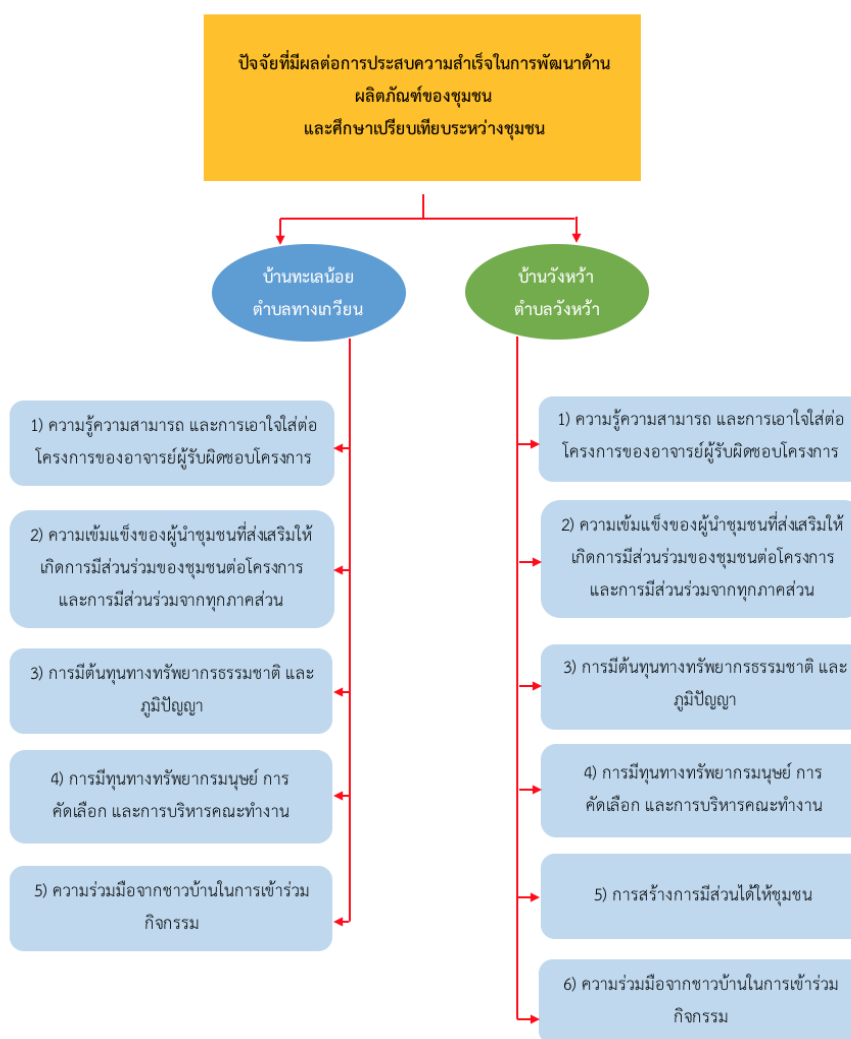 ปัจจัยที่มีผลต่อการประสบความสำเร็จในการพัฒนาด้าน
ผลิตภัณฑ์ของชุมชน
และศึกษาเปรียบเทียบระหว่างชุมชน
บ้านทะเลน้อย
ตำบลทางเกวียน
บ้านวังหว้า
ตำบลวังหว้า
1) ความรู้ความสามารถ และการเอาใจใส่ต่อ
โครงการของอาจารย์ผู้รับผิดชอบโครงการ
2) ความเข้มแข็งของผู้นำชุมชนที่ส่งเสริมให้
เกิดการมีส่วนร่วมของชุมชนต่อโครงการ
และการมีส่วนร่วมจากทุกภาคส่วน
3) การมีต้นทุนทางทรัพยากรธรรมชาติ และ
ภูมิปัญญา
4) การมีทุนทางทรัพยากรมนุษย์ การ
คัดเลือก และการบริหารคณะทำงาน
5) ความร่วมมือจากชาวบ้านในการเข้าร่วม
กิจกรรม
1) ความรู้ความสามารถ และการเอาใจใส่ต่อ
โครงการของอาจารย์ผู้รับผิดชอบโครงการ
2) ความเข้มแข็งของผู้นำชุมชนที่ส่งเสริมให้
เกิดการมีส่วนร่วมของชุมชนต่อโครงการ
และการมีส่วนร่วมจากทุกภาคส่วน
3) การมีต้นทุนทางทรัพยากรธรรมชาติ และ
ภูมิปัญญา
4) การมีทุนทางทรัพยากรมนุษย์ การ
คัดเลือก และการบริหารคณะทำงาน
5) การสร้างการมีส่วนได้ให้ชุมชน
6) ความร่วมมือจากชาวบ้านในการเข้าร่วม
กิจกรรม